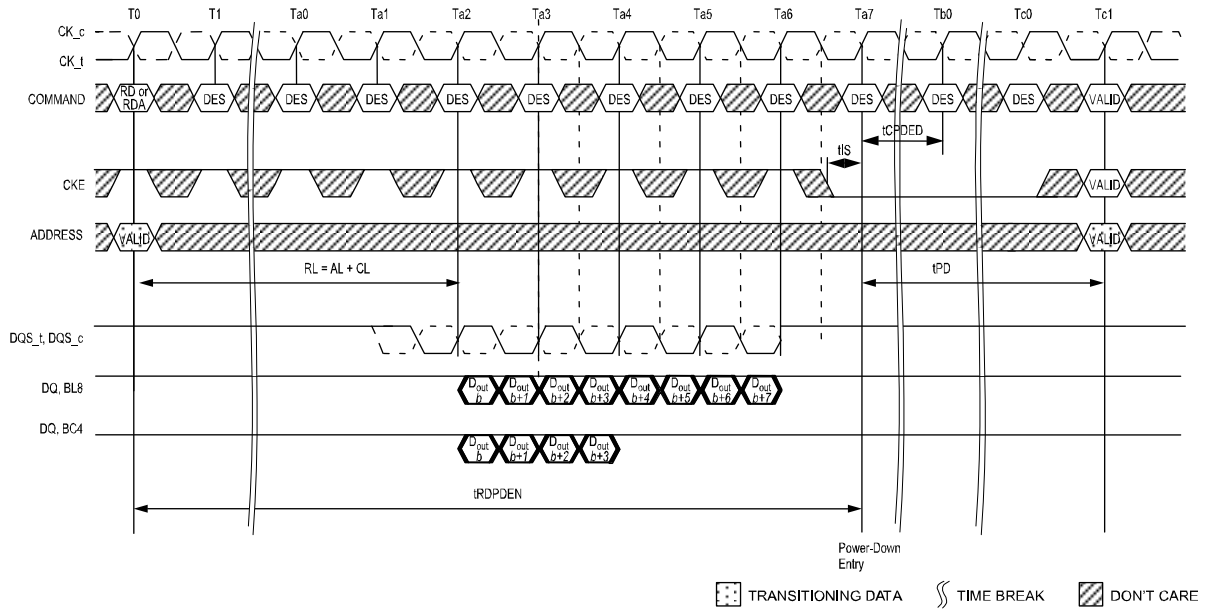 T0 T1 Ta0 Ta1 Ta2 Ta3 Ta4 Ta5 Ta6 Ta7 Tb0 Tc0 Tc1
CK_c
CK_t
COMMAND RD or RDA DES DES DES DES DES DES DES DES DES DES DES VALID
tCPDED
tIS
CKE VALID
ADDRESS VALID VALID
RL = AL + CL tPD
DQS_t, DQS_c
DQ, BL8 Dout b Dout b+1 Dout b+2 Dout b+3 Dout b+4 Dout b+5 Dout b+6 Dout b+7
DQ, BC4 Dout b Dout b+1 Dout b+2 Dout b+3
tRDPDEN
Power-Down
Entry
TRANSITIONING DATA TIME BREAK DON'T CARE